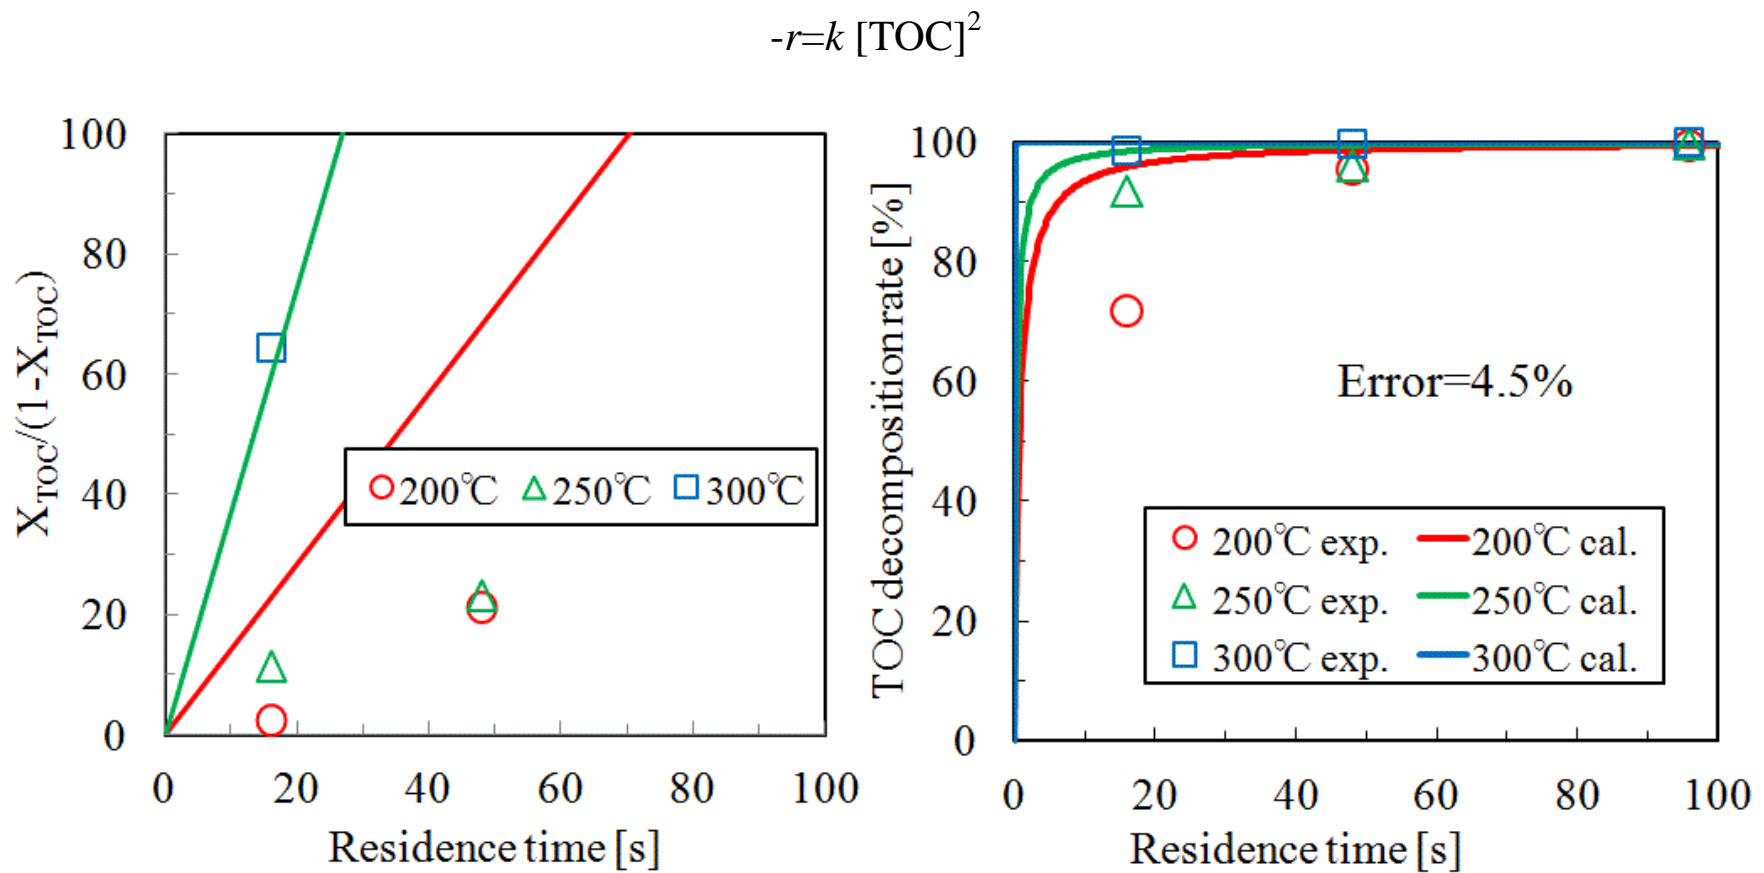 -r=k [TOC]²
100
80
60
40
20
0
X_TOC/(1-X_TOC)
200℃ 250℃ 300℃
0 20 40 60 80 100
Residence time [s]
100
80
60
40
20
0
TOC decomposition rate [%]
Error=4.5%
200℃ exp. 200℃ cal.
250℃ exp. 250℃ cal.
300℃ exp. 300℃ cal.
0 20 40 60 80 100
Residence time [s]